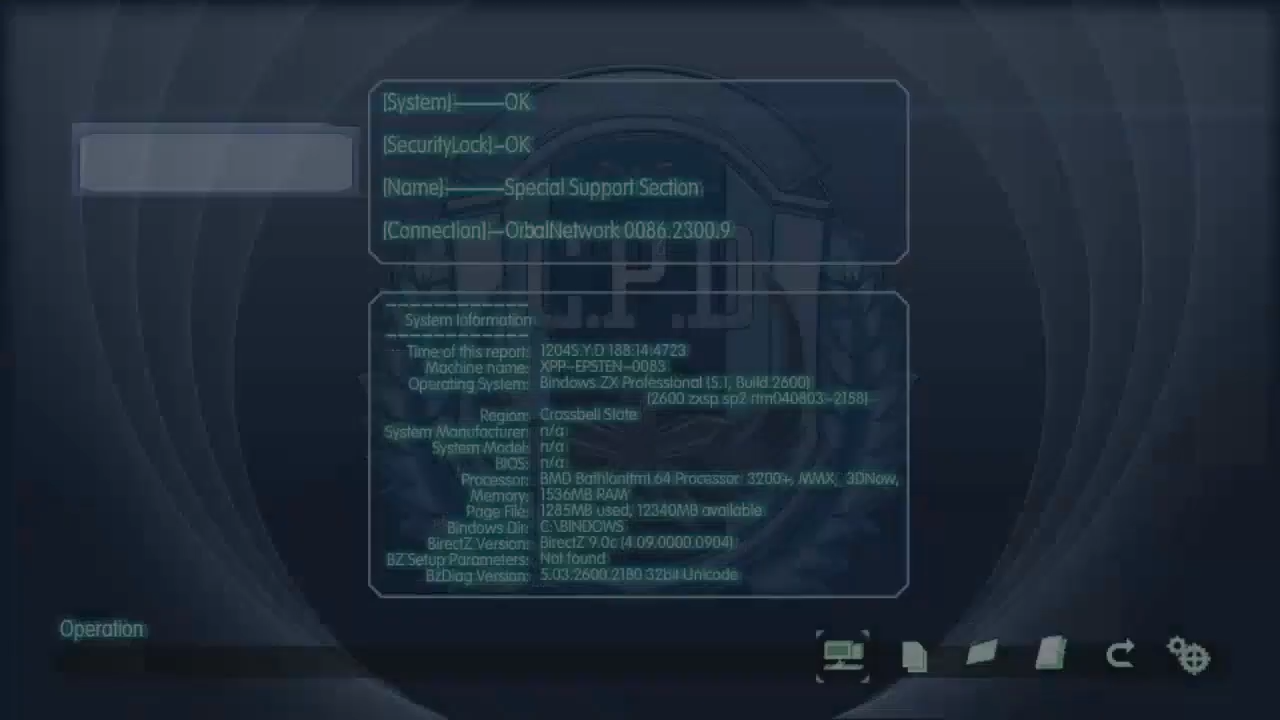 [System]———OK
[SecurityLock]–OK
[Name]———Special Support Section
[Connection]—OrbalNetwork 0086.2300.9
C.P.D
------------------
System Information
------------------
Time of this report: 1204S.Y.D 188:14:4723
Machine name: XPP-EPSTEN-0083
Operating System: Bindows ZX Professional (5.1, Build 2600)
(2600.zxsp.sp2.rtm040803-2158)
Region: Crossbell State
System Manufacturer: n/a
System Model: n/a
BIOS: n/a
Processor: BMD Bathlon(tm) 64 Processor 3200+, MMX, 3DNow,
Memory: 1536MB RAM
Page File: 1285MB used, 12340MB available
Bindows Dir: C:\BINDOWS
BirectZ Version: BirectZ 9.0c (4.09.0000.0904)
BZ Setup Parameters: Not found
BzDiag Version: 5.03.2600.2180 32bit Unicode
Operation